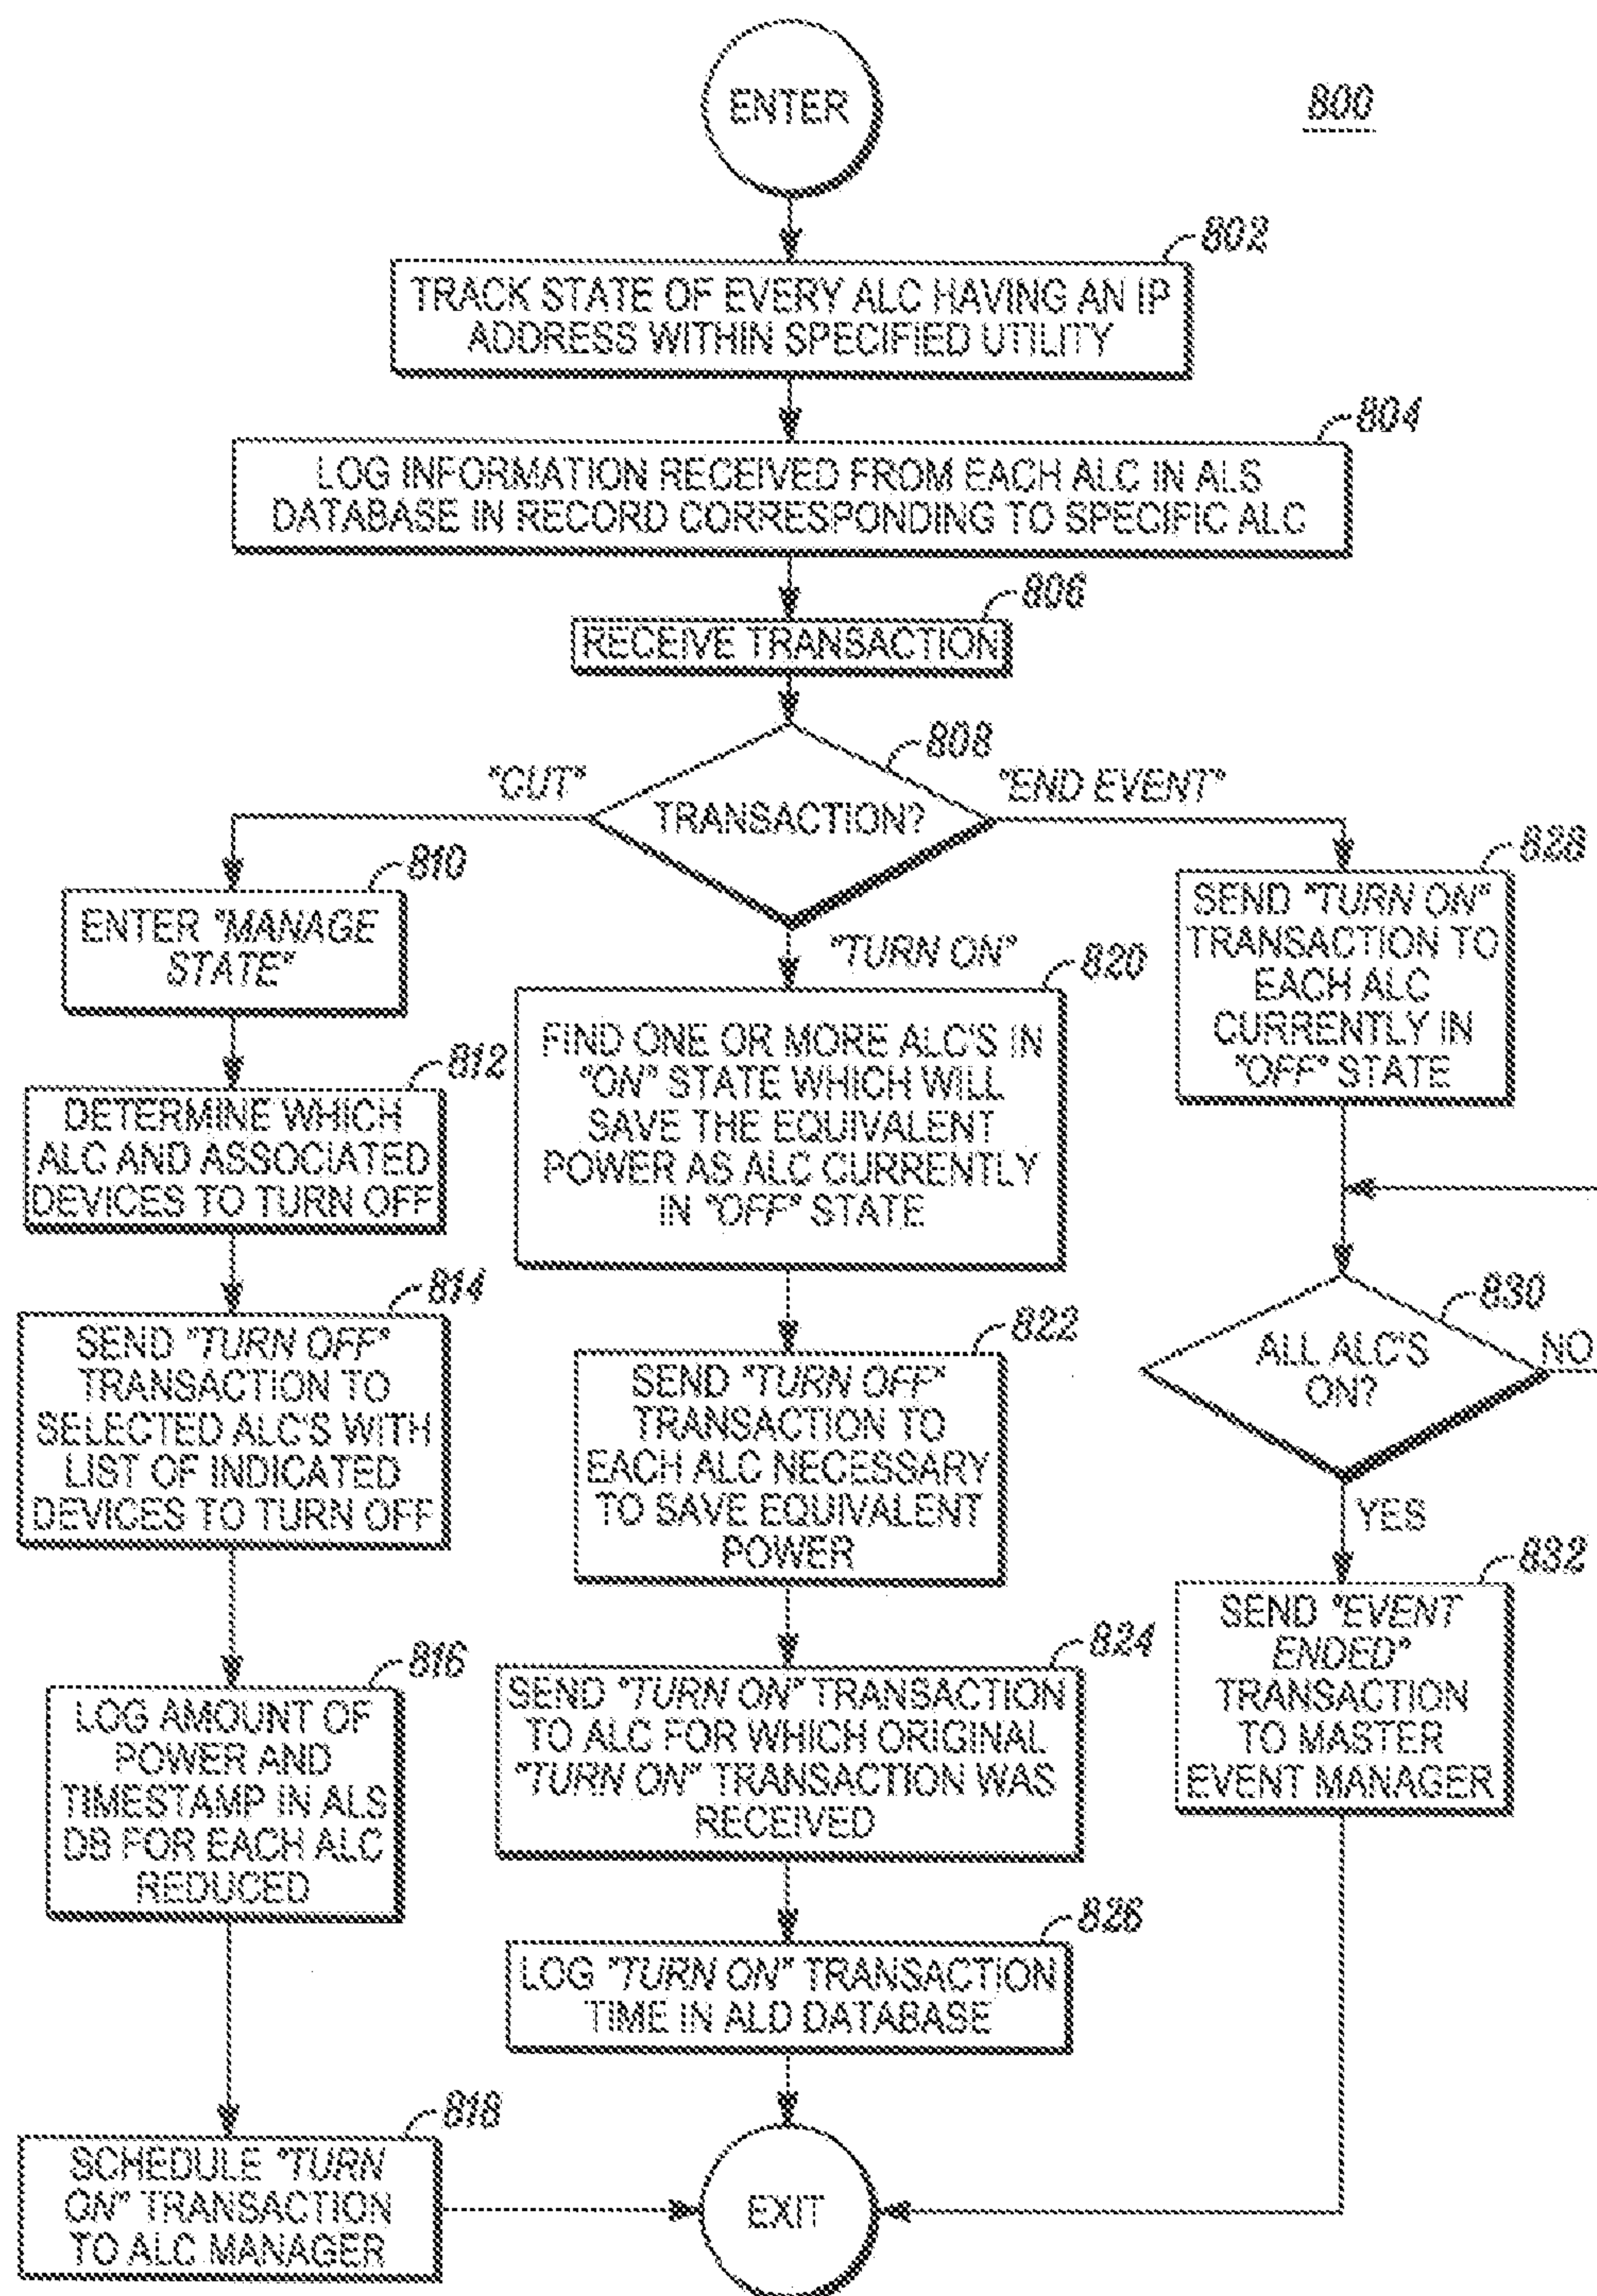 800
ENTER
802
TRACK STATE OF EVERY ALC HAVING AN IP
ADDRESS WITHIN SPECIFIED UTILITY
804
LOG INFORMATION RECEIVED FROM EACH ALC IN ALS
DATABASE IN RECORD CORRESPONDING TO SPECIFIC ALC
806
RECEIVE TRANSACTION
808
TRANSACTION?
"CUT"
810
ENTER "MANAGE
STATE"
812
DETERMINE WHICH
ALC AND ASSOCIATED
DEVICES TO TURN OFF
814
SEND "TURN OFF"
TRANSACTION TO
SELECTED ALC'S WITH
LIST OF INDICATED
DEVICES TO TURN OFF
816
LOG AMOUNT OF
POWER AND
TIMESTAMP IN ALS
DB FOR EACH ALC
REDUCED
818
SCHEDULE "TURN
ON" TRANSACTION
TO ALC MANAGER
"TURN ON"
820
FIND ONE OR MORE ALC'S IN
"ON" STATE WHICH WILL
SAVE THE EQUIVALENT
POWER AS ALC CURRENTLY
IN "OFF" STATE
822
SEND "TURN OFF"
TRANSACTION TO
EACH ALC NECESSARY
TO SAVE EQUIVALENT
POWER
824
SEND "TURN ON" TRANSACTION
TO ALC FOR WHICH ORIGINAL
"TURN ON" TRANSACTION WAS
RECEIVED
826
LOG "TURN ON" TRANSACTION
TIME IN ALD DATABASE
"END EVENT"
828
SEND "TURN ON"
TRANSACTION TO
EACH ALC
CURRENTLY IN
"OFF" STATE
830
ALL ALC'S
ON?
NO
YES
832
SEND "EVENT
ENDED"
TRANSACTION
TO MASTER
EVENT MANAGER
EXIT